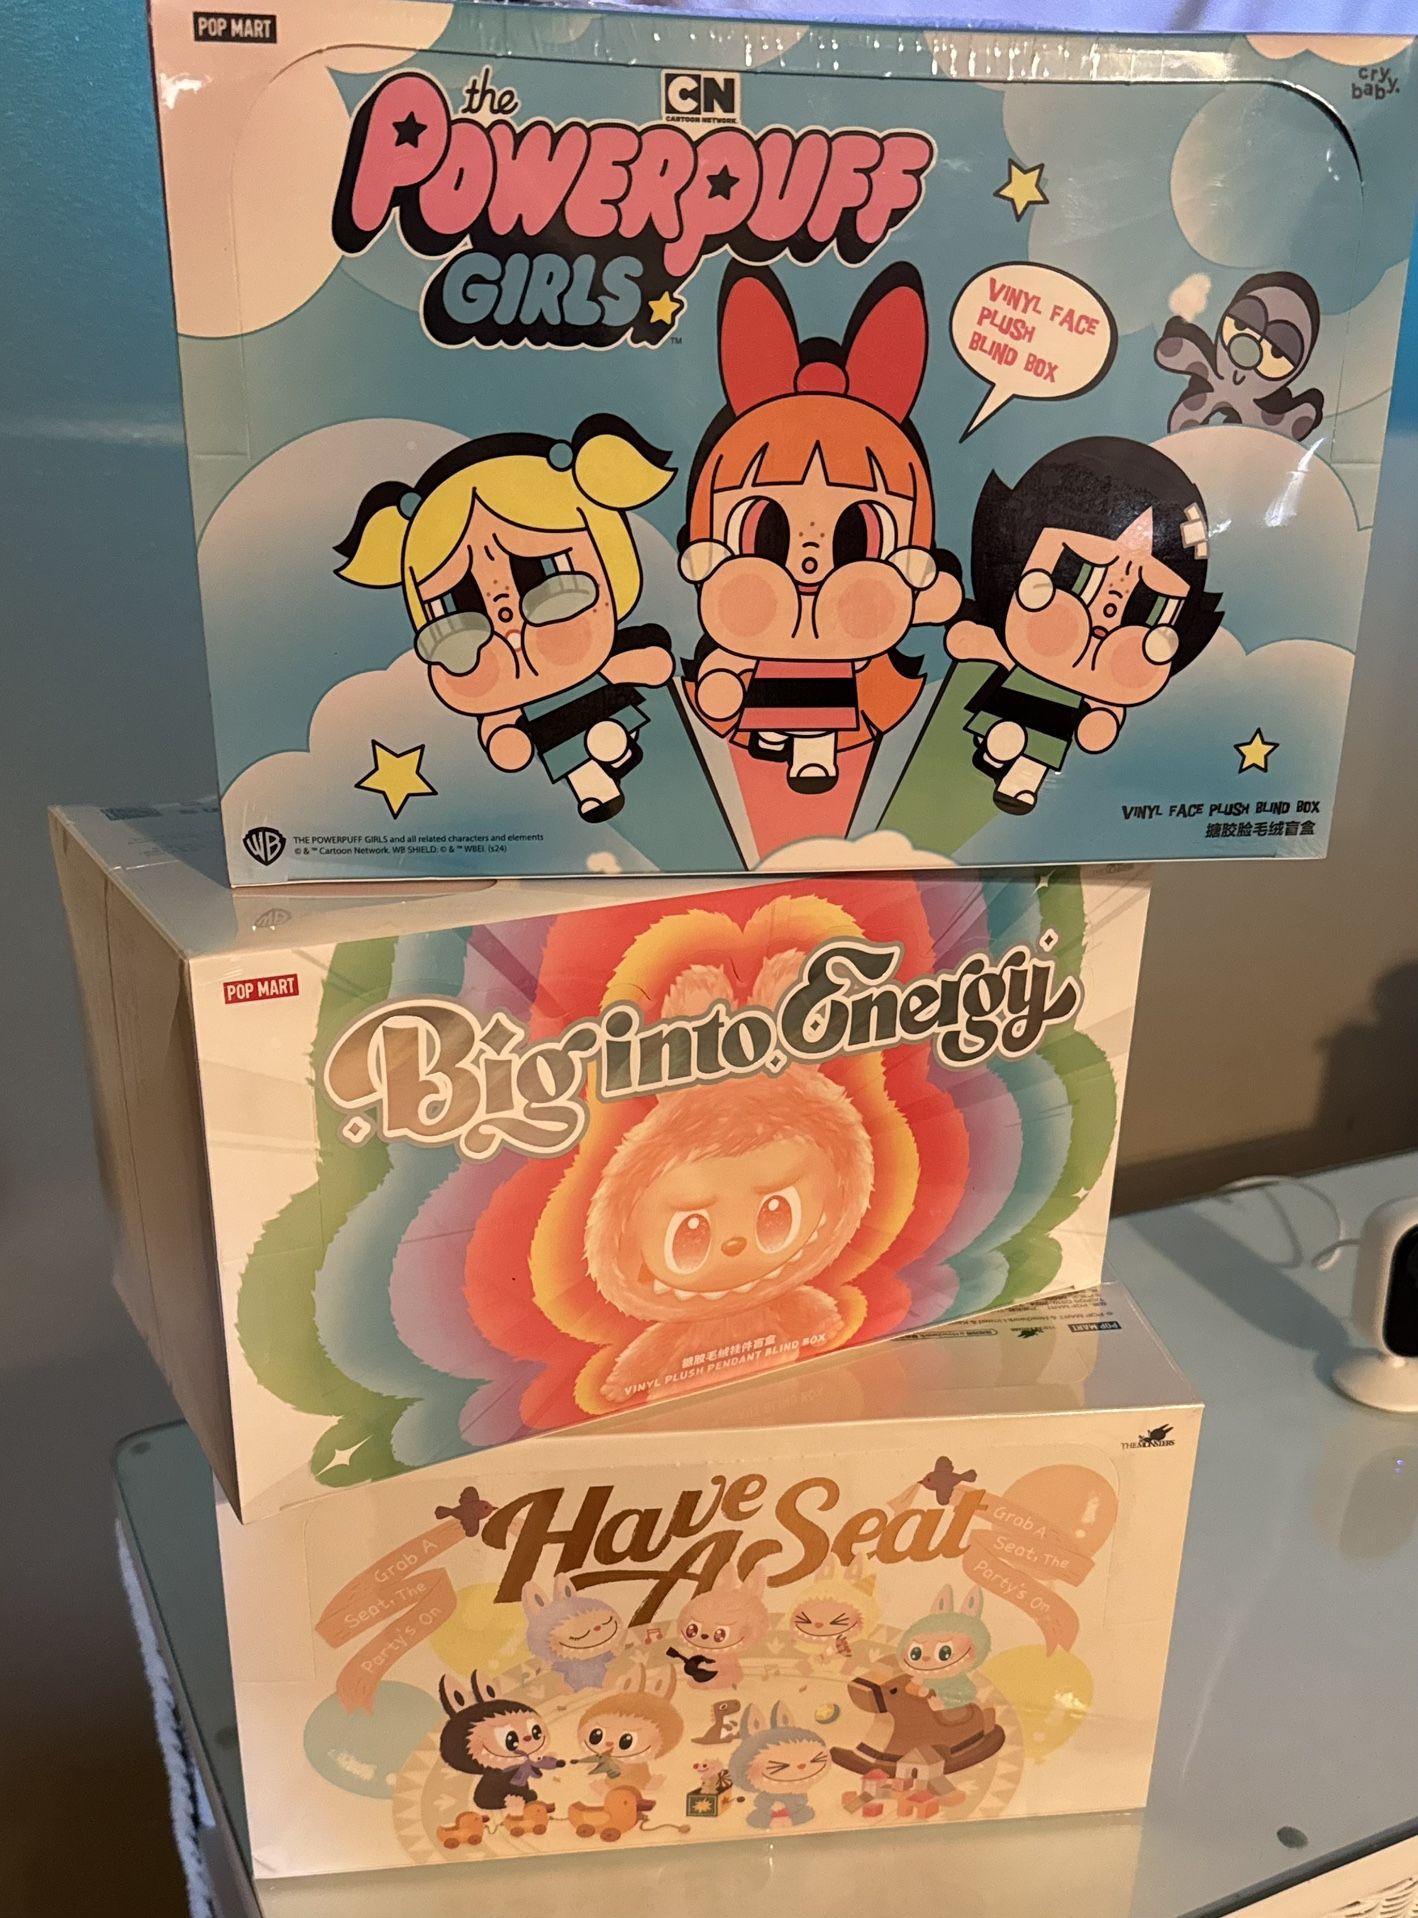 POP MART
cry
baby.
the
CN
CARTOON NETWORK
POWERPUFF
GIRLS
TM
VINYL FACE
PLUSH
BLIND BOX
VINYL FACE PLUSH BLIND BOX
搪胶脸毛绒盲盒
WB
THE POWERPUFF GIRLS and all related characters and elements
© & ™ Cartoon Network. WB SHIELD: © & ™ WBEI. (s24)
POP MART
Big into Energy
搪胶毛绒挂件盲盒
VINYL PLUSH PENDANT BLIND BOX
POP MART
THE MONSTERS
Have
A Seat
Grab A
Seat, The
Party's On
Grab A
Seat, The
Party's On